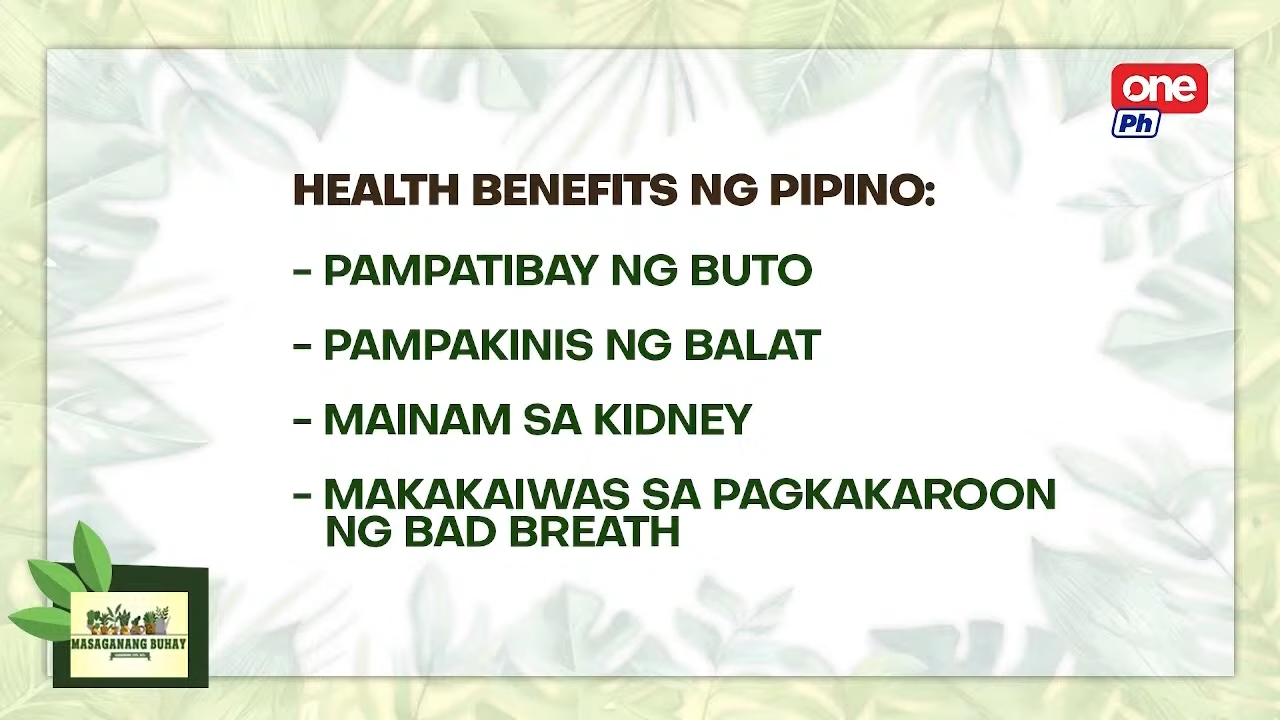 one
Ph
HEALTH BENEFITS NG PIPINO:
- PAMPATIBAY NG BUTO
- PAMPAKINIS NG BALAT
- MAINAM SA KIDNEY
- MAKAKAIWAS SA PAGKAKAROON
NG BAD BREATH
MASAGANANG BUHAY